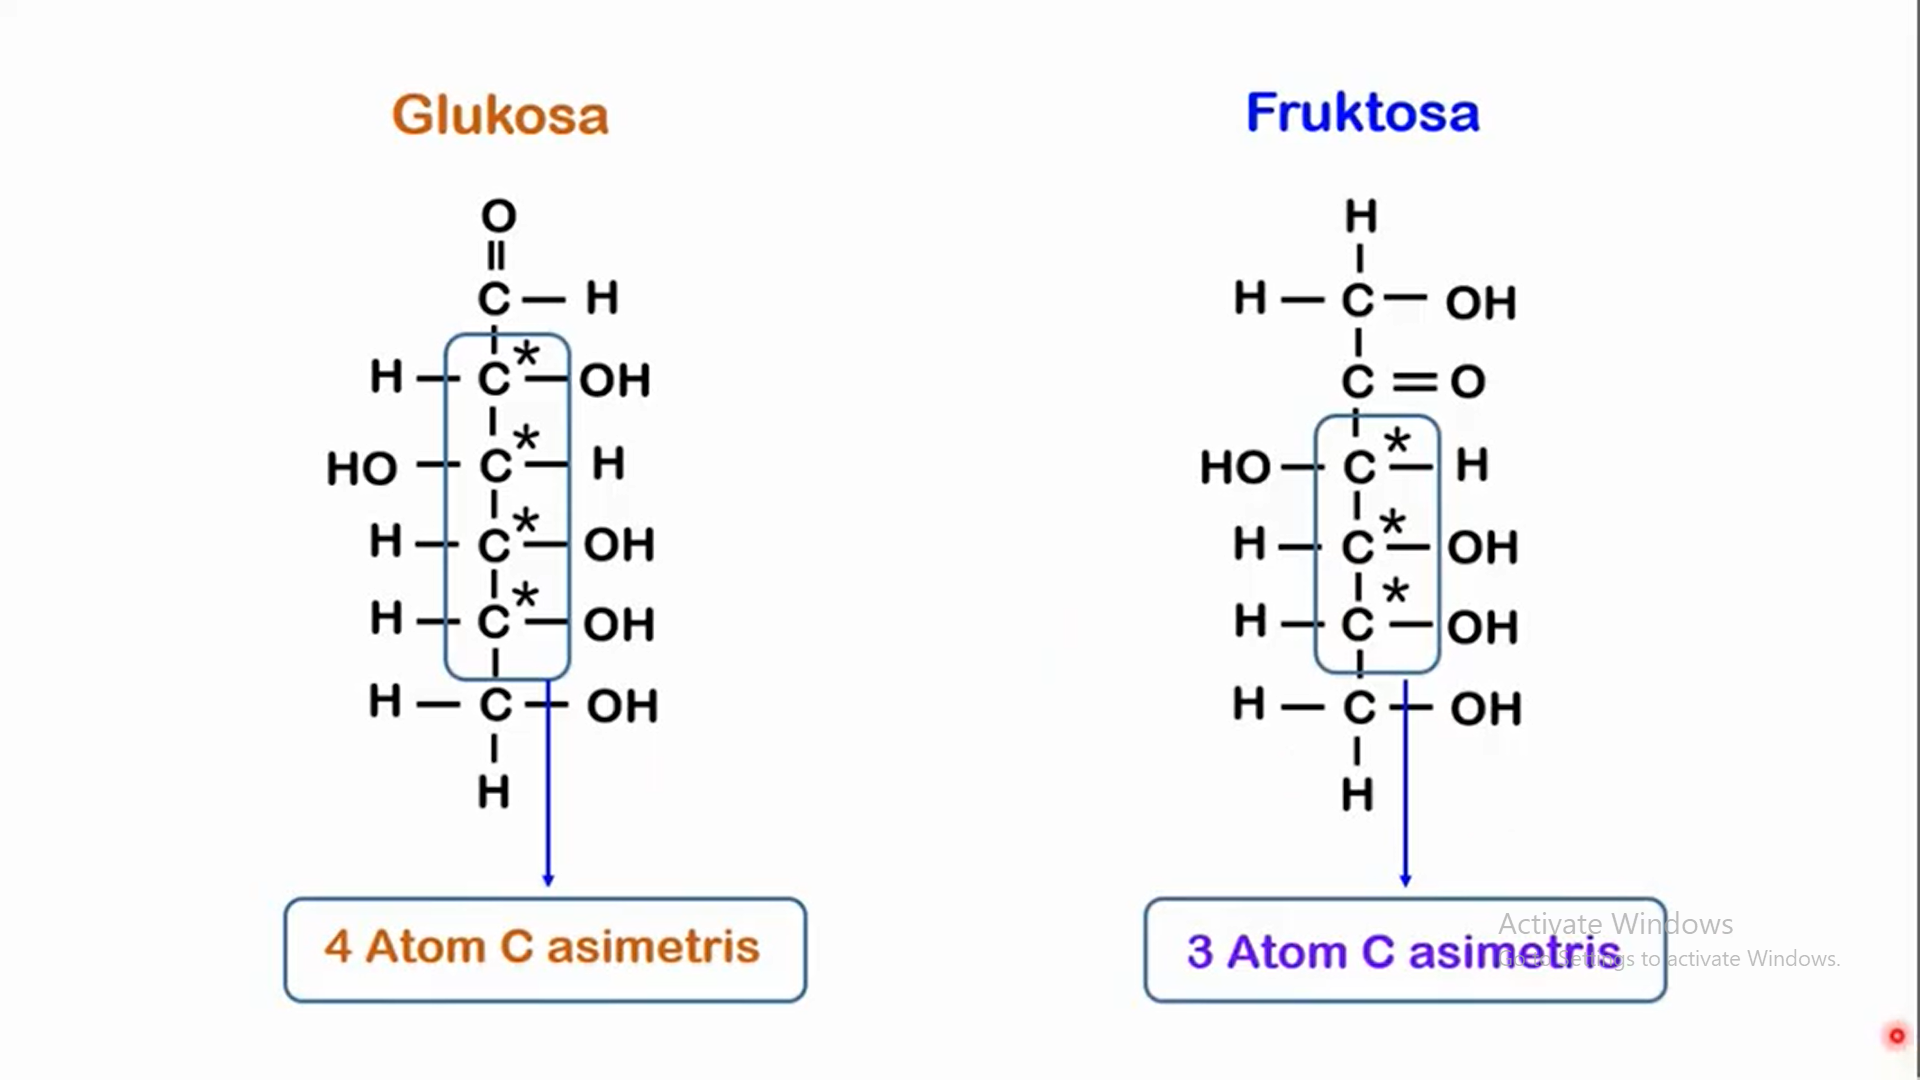 Glukosa
O
C — H
H — C* — OH
HO — C* — H
H — C* — OH
H — C* — OH
H — C — OH
H
4 Atom C asimetris
Fruktosa
H
H — C — OH
C = O
HO — C* — H
H — C* — OH
H — C* — OH
H — C — OH
H
3 Atom C asimetris
Activate Windows
Go to Settings to activate Windows.